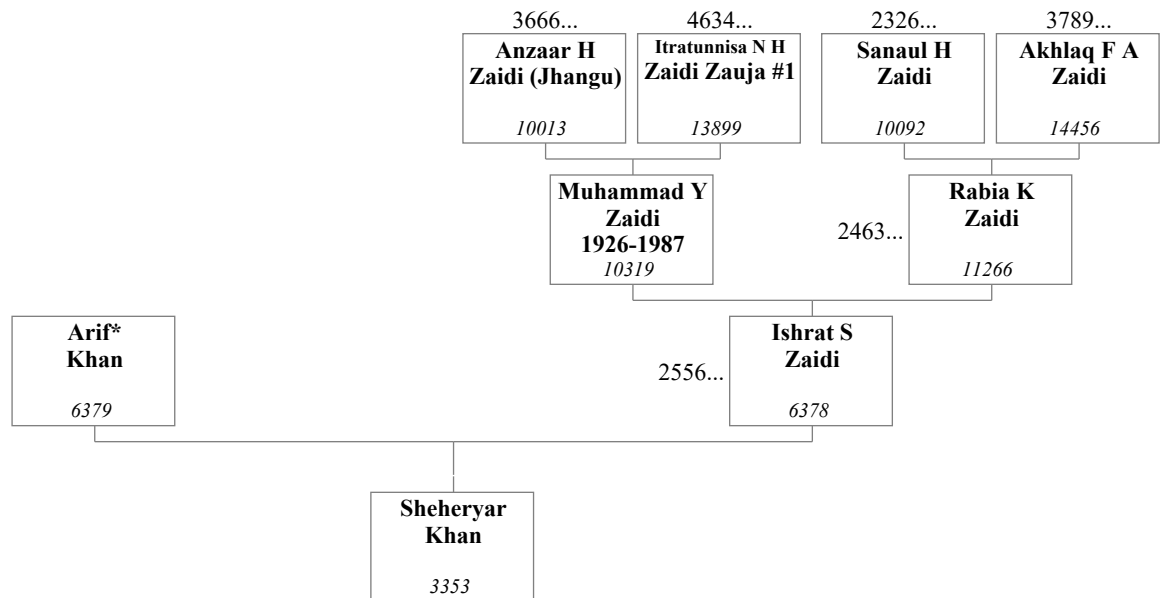 3666...
4634...
2326...
3789...
Anzaar H
Zaidi (Jhangu)
10013
Itratunnisa N H
Zaidi Zauja #1
13899
Sanaul H
Zaidi
10092
Akhlaq F A
Zaidi
14456
Muhammad Y
Zaidi
1926-1987
10319
2463...
Rabia K
Zaidi
11266
Arif*
Khan
6379
2556...
Ishrat S
Zaidi
6378
Sheheryar
Khan
3353